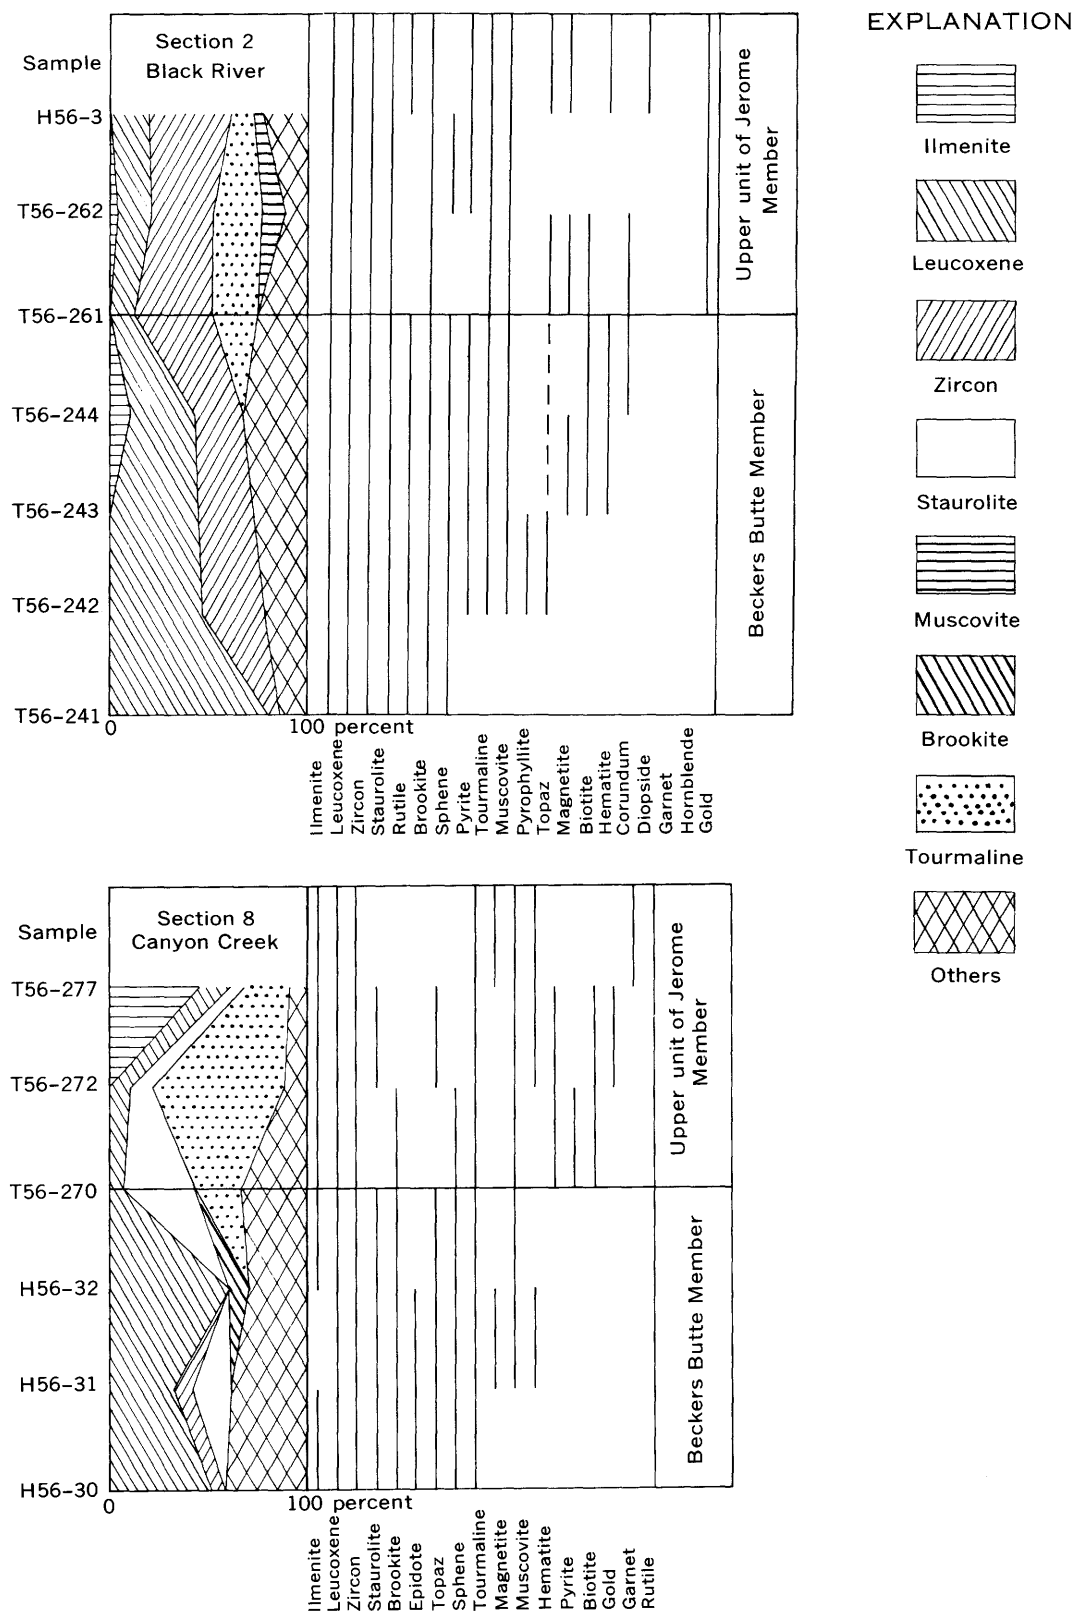 Section 2
Black River
Sample
H56-3
T56-262
T56-261
T56-244
T56-243
T56-242
T56-241
0
100 percent
Upper unit of Jerome
Member
Beckers Butte Member
Ilmenite
Leucoxene
Zircon
Staurolite
Rutile
Brookite
Sphene
Pyrite
Tourmaline
Muscovite
Pyrophyllite
Topaz
Magnetite
Biotite
Hematite
Corundum
Diopside
Garnet
Hornblende
Gold
Section 8
Canyon Creek
Sample
T56-277
T56-272
T56-270
H56-32
H56-31
H56-30
0
100 percent
Upper unit of Jerome
Member
Beckers Butte Member
Ilmenite
Leucoxene
Zircon
Staurolite
Brookite
Epidote
Topaz
Sphene
Tourmaline
Magnetite
Muscovite
Hematite
Pyrite
Biotite
Gold
Garnet
Rutile
EXPLANATION
Ilmenite
Leucoxene
Zircon
Staurolite
Muscovite
Brookite
Tourmaline
Others